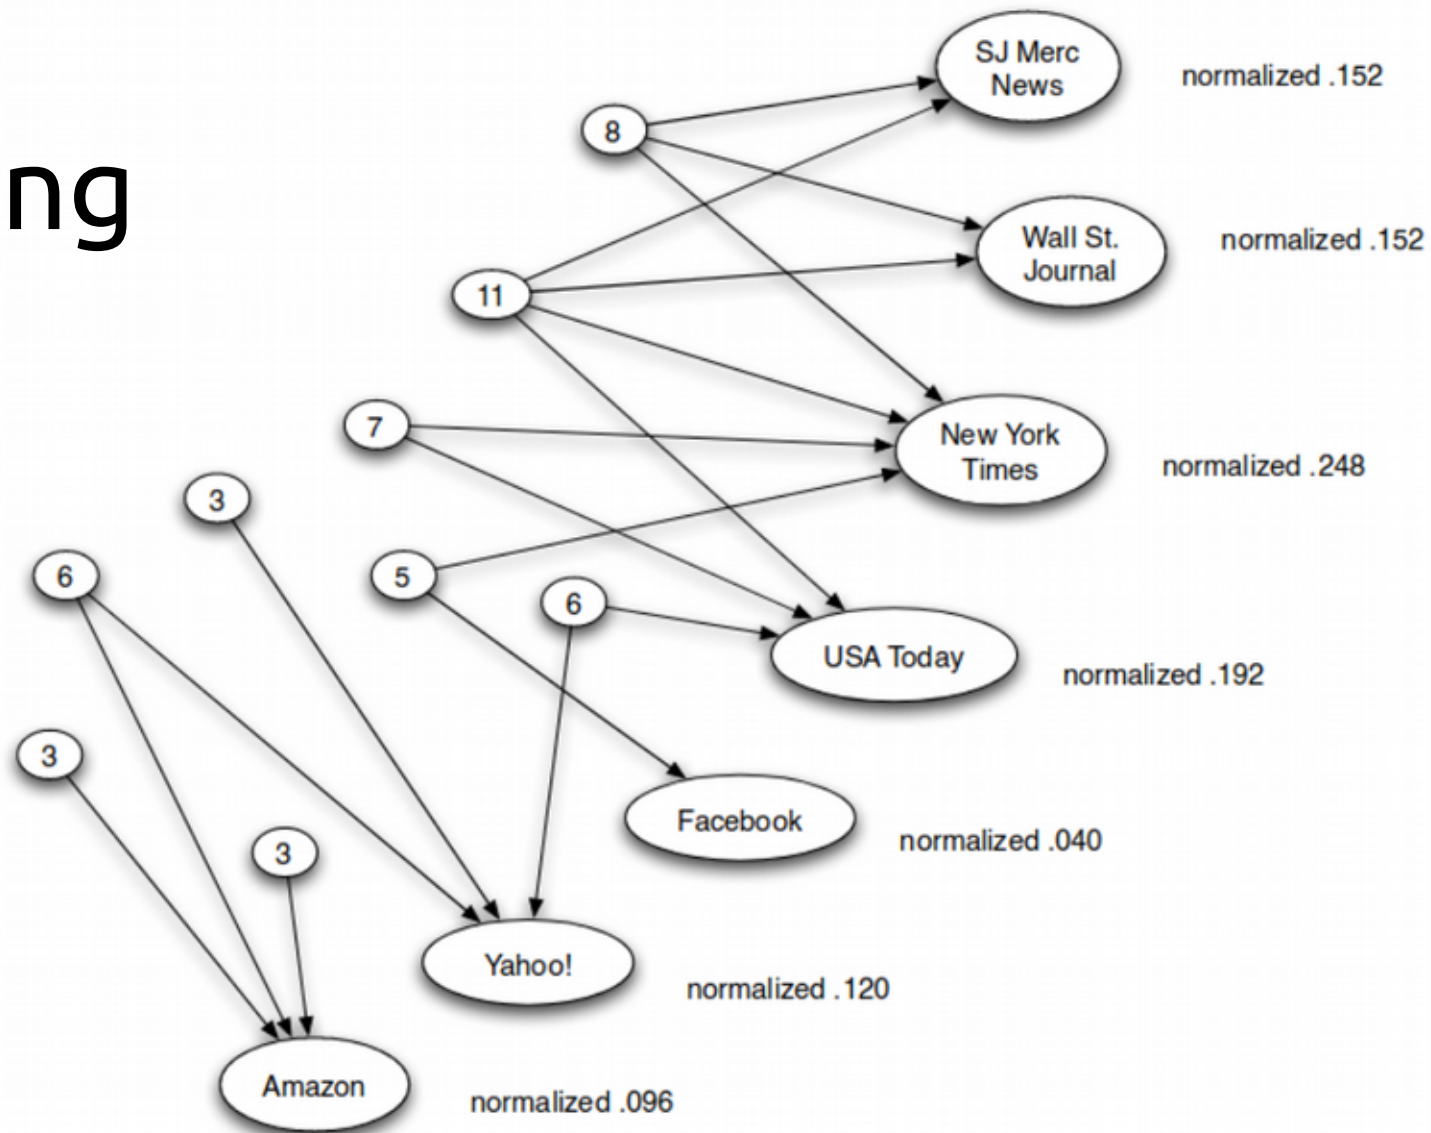 SJ Merc
News
normalized .152
8
ng
Wall St.
Journal
normalized .152
11
7
New York
Times
normalized .248
3
6
5
6
USA Today
normalized .192
3
Facebook
normalized .040
3
Yahoo!
normalized .120
Amazon
normalized .096